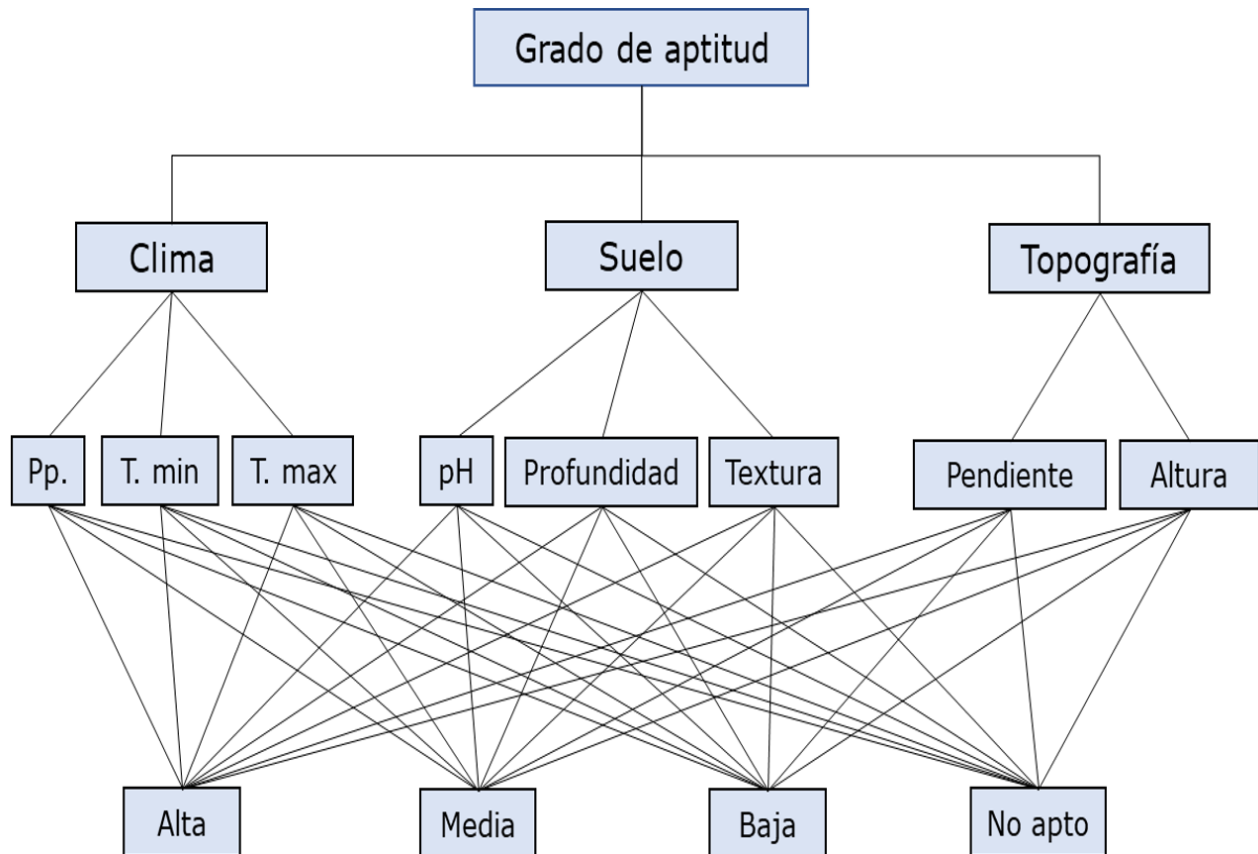 Grado de aptitud
Clima
Suelo
Topografía
Pp.
T. min
T. max
pH
Profundidad
Textura
Pendiente
Altura
Alta
Media
Baja
No apto